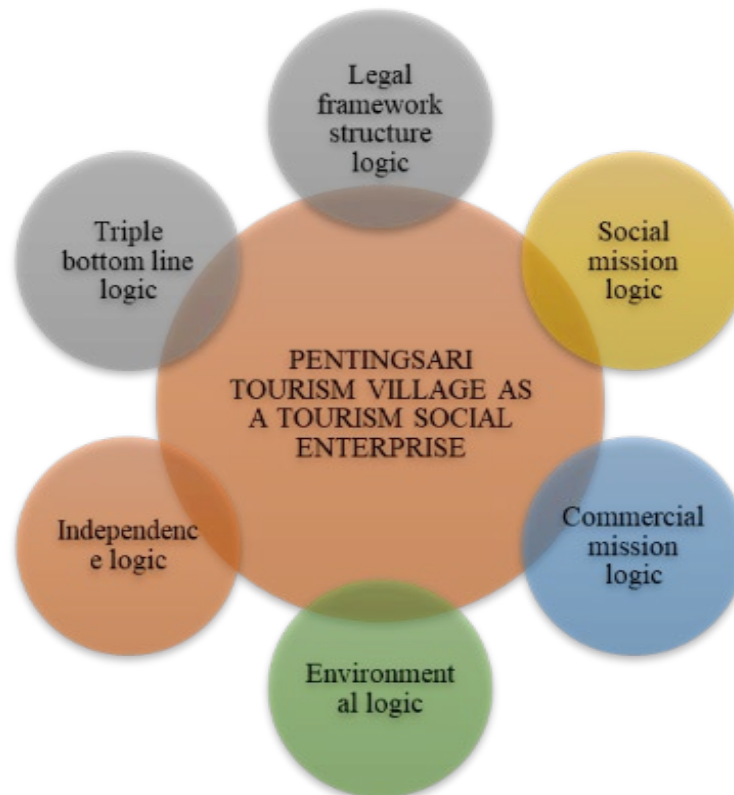 Legal
framework
structure
logic
Triple
bottom line
logic
Social
mission
logic
PENTINGSARI
TOURISM VILLAGE AS
A TOURISM SOCIAL
ENTERPRISE
Independenc
e logic
Commercial
mission
logic
Environment
al logic